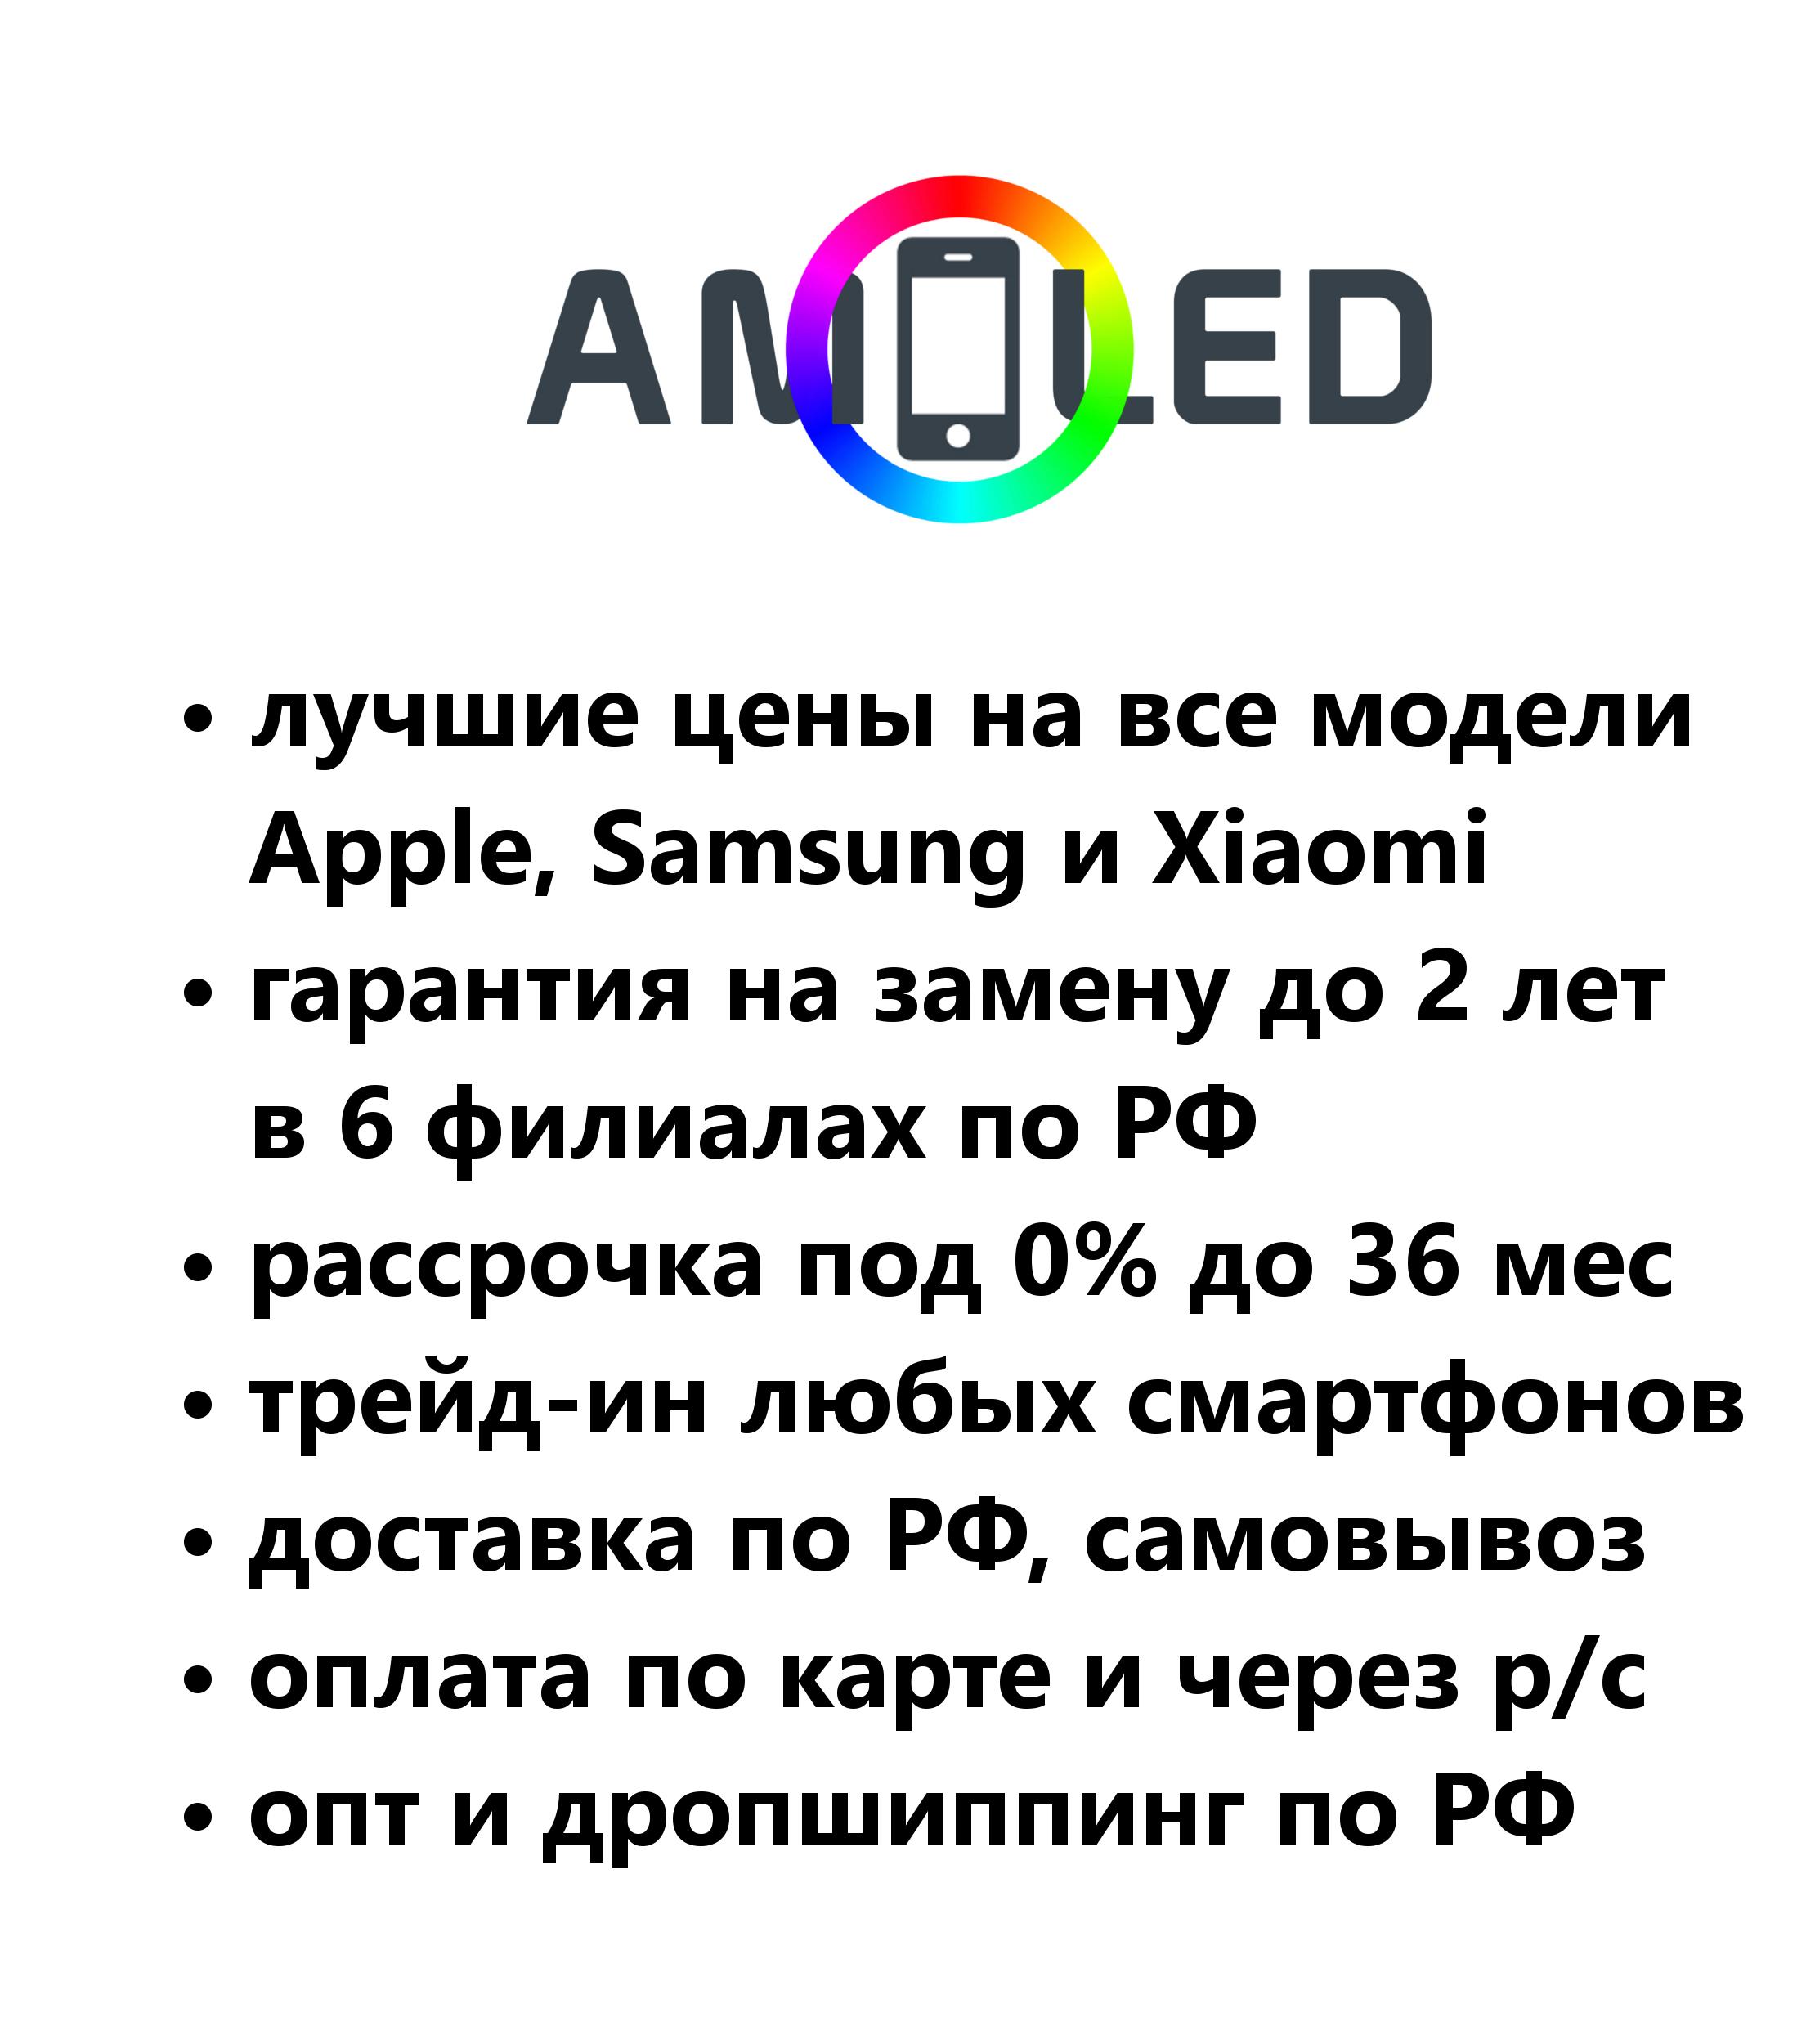 AMOLED
• лучшие цены на все модели
Apple, Samsung и Xiaomi
• гарантия на замену до 2 лет
в 6 филиалах по РФ
• рассрочка под 0% до 36 мес
• трейд-ин любых смартфонов
• доставка по РФ, самовывоз
• оплата по карте и через р/с
• опт и дропшиппинг по РФ